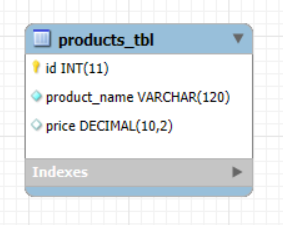 products_tbl
id INT(11)
product_name VARCHAR(120)
price DECIMAL(10,2)
Indexes